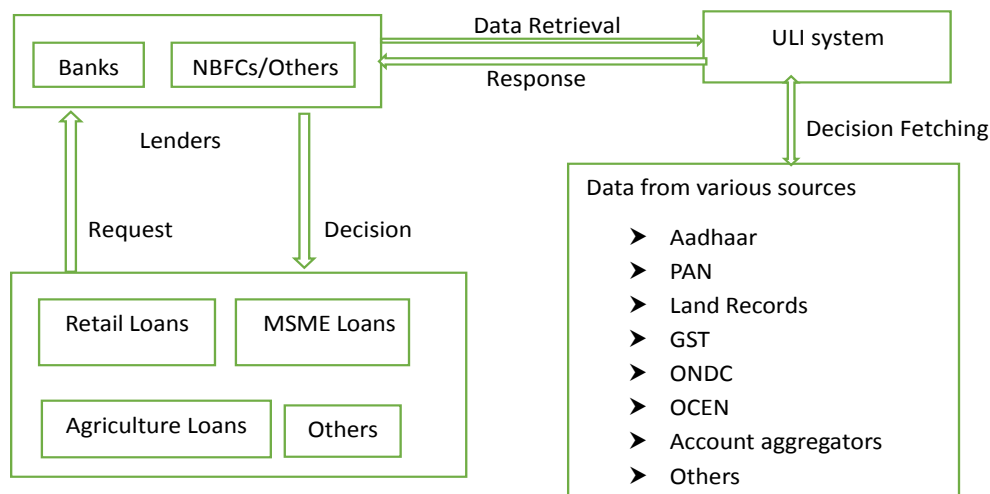 Data Retrieval
ULI system
Banks
NBFCs/Others
Response
Lenders
Decision Fetching
Request
Decision
Data from various sources
Aadhaar
PAN
Land Records
GST
ONDC
OCEN
Account aggregators
Others
Retail Loans
MSME Loans
Agriculture Loans
Others